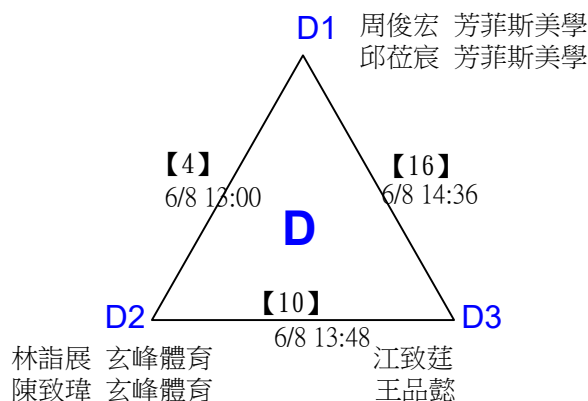 D1
周俊宏 芳菲斯美學
邱莅宸 芳菲斯美學
【4】
6/8 13:00
【16】
6/8 14:36
D
【10】
6/8 13:48
D2
D3
林詣展 玄峰體育
陳致瑋 玄峰體育
江致莛
王品懿